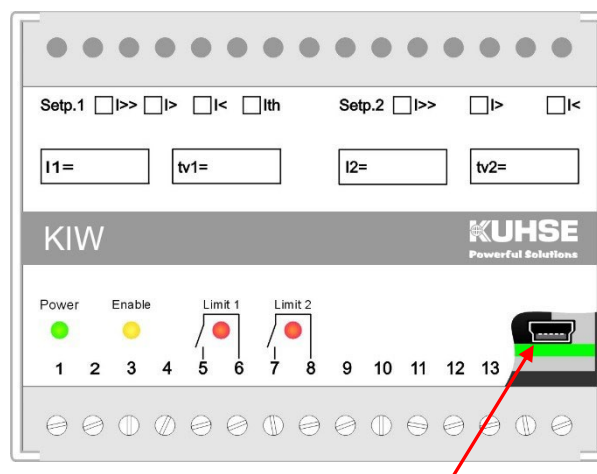 Setp.1 I>> I> I< Ith Setp.2 I>> I> I<
I1= tv1= I2= tv2=
KIW KUHSE
Powerful Solutions
Power Enable Limit 1 Limit 2
1 2 3 4 5 6 7 8 9 10 11 12 13